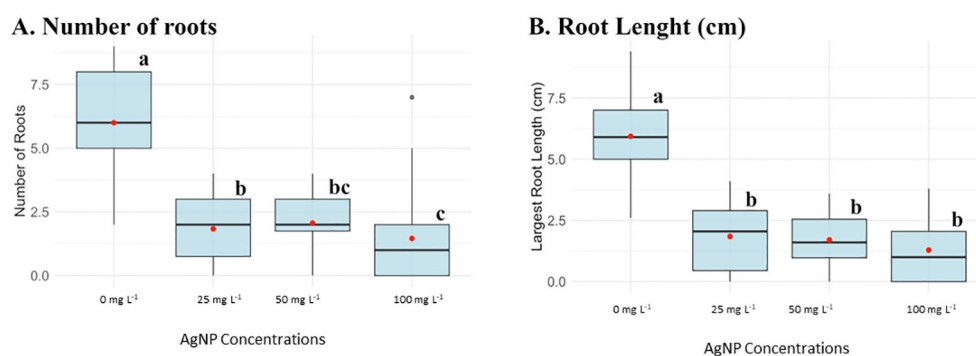 A. Number of roots
a
b
bc
c
7.5
5.0
2.5
0.0
Number of Roots
0 mg L⁻¹
25 mg L⁻¹
50 mg L⁻¹
100 mg L⁻¹
AgNP Concentrations
B. Root Lenght (cm)
a
b
b
b
7.5
5.0
2.5
0.0
Largest Root Length (cm)
0 mg L⁻¹
25 mg L⁻¹
50 mg L⁻¹
100 mg L⁻¹
AgNP Concentrations